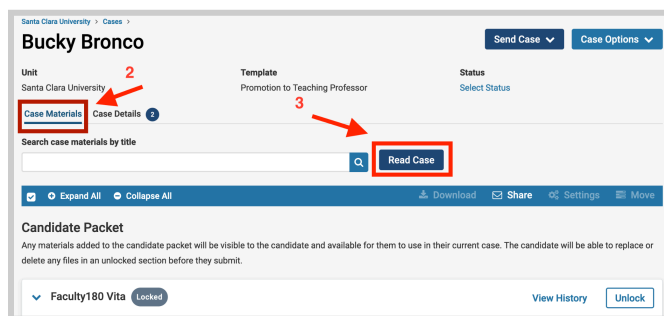 Santa Clara University > Cases >
Bucky Bronco
Send Case
Case Options
Unit
2
Template
Status
Santa Clara University
Promotion to Teaching Professor
Select Status
3
Case Materials
Case Details 2
Search case materials by title
Read Case
Expand All
Collapse All
Download
Share
Settings
Move
Candidate Packet
Any materials added to the candidate packet will be visible to the candidate and available for them to use in their current case. The candidate will be able to replace or
delete any files in an unlocked section before they submit.
Faculty180 Vita
Locked
View History
Unlock